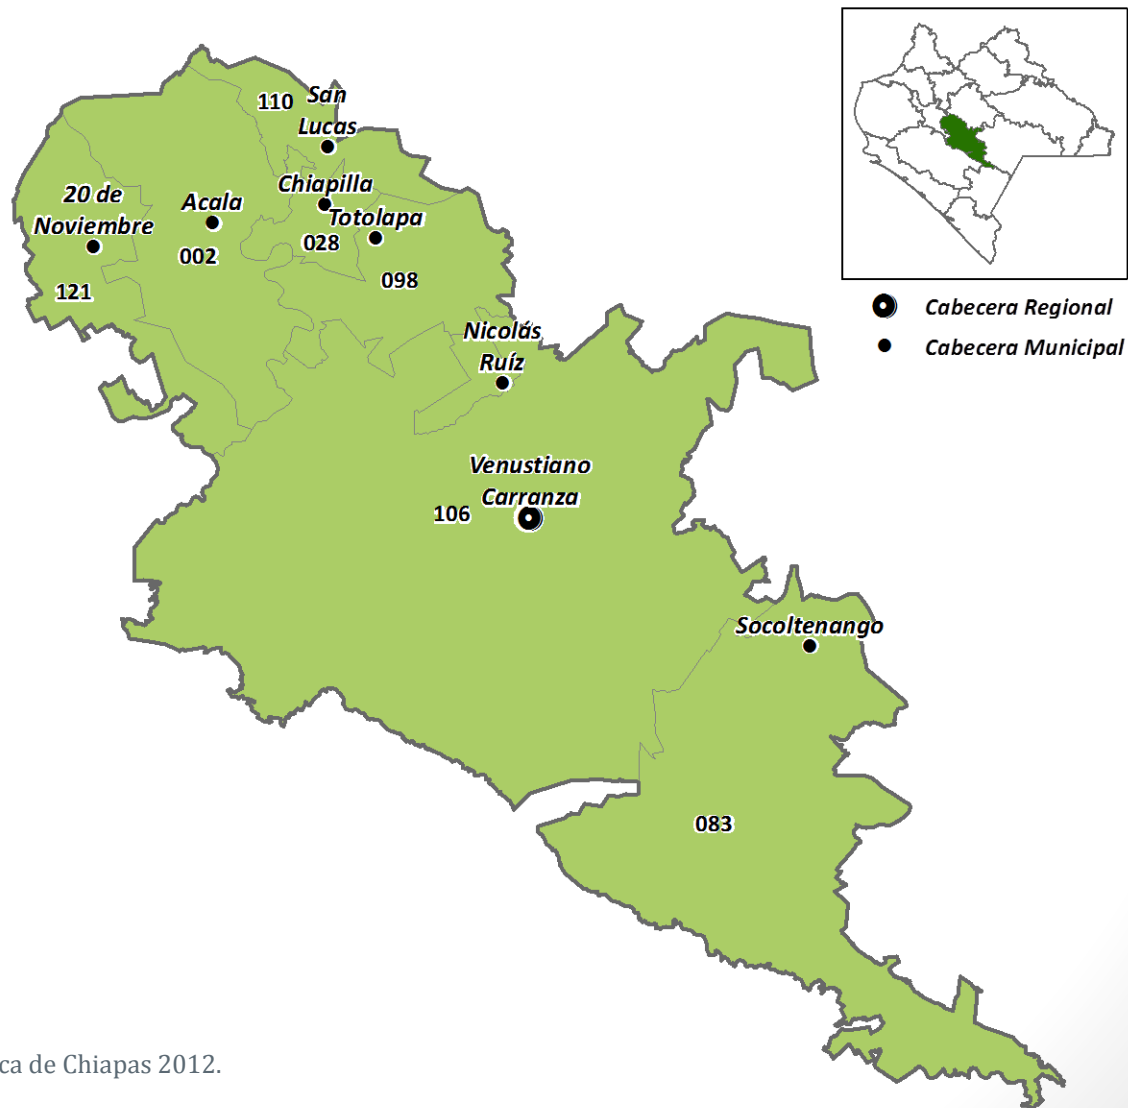 110
San
Lucas
20 de
Noviembre
Acala
Chiapilla
Totolapa
002
028
098
121
Nicolás
Ruíz
Venustiano
Carranza
106
Socoltenango
083
Cabecera Regional
Cabecera Municipal
ca de Chiapas 2012.